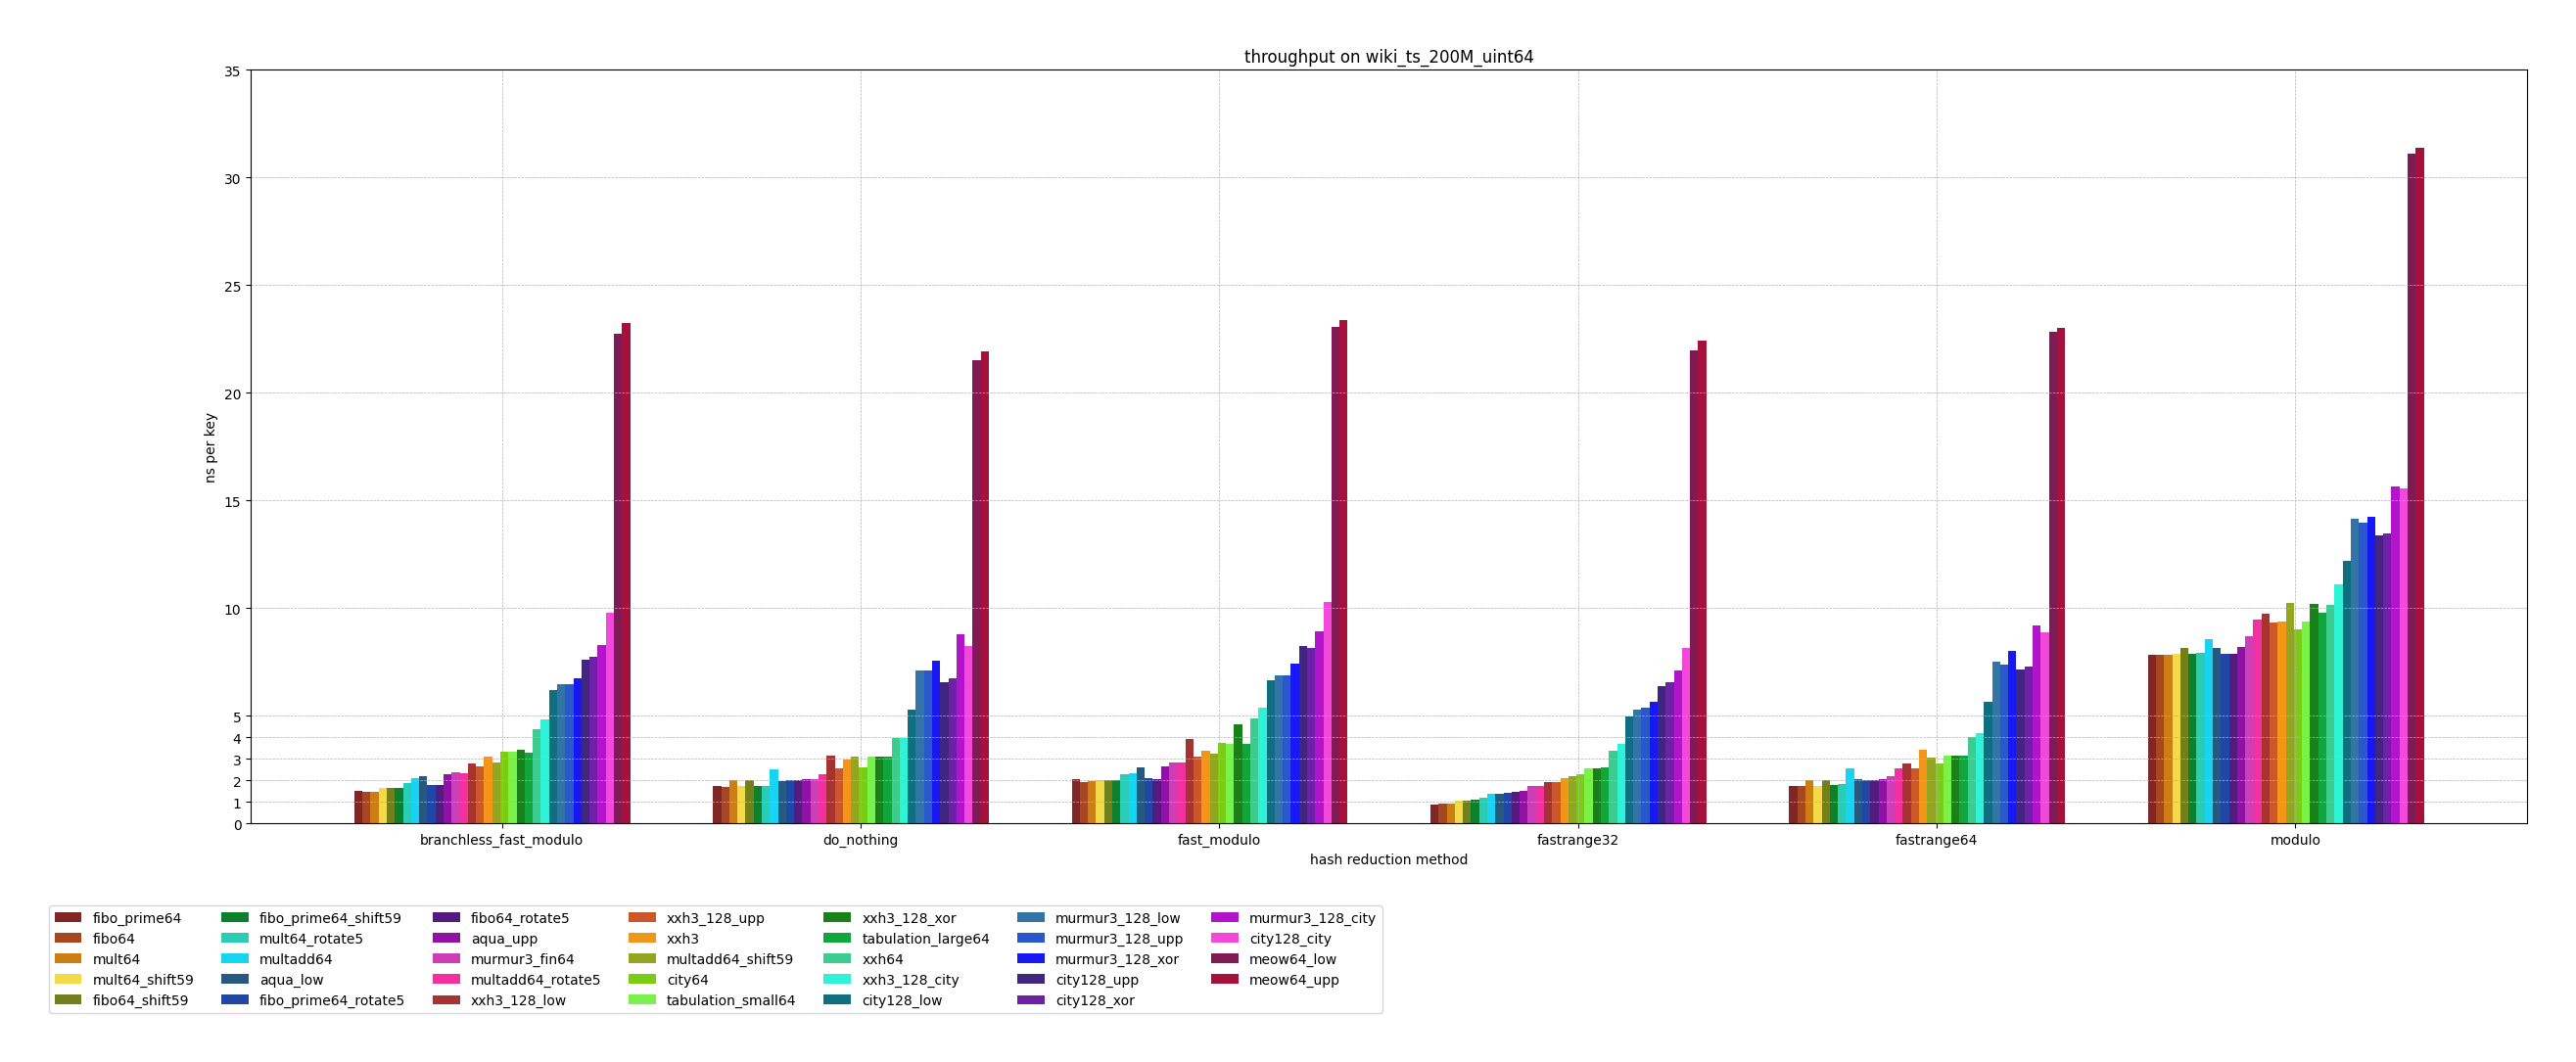 throughput on wiki_ts_200M_uint64
35
30
25
20
15
10
5
4
3
2
1
0
ns per key
branchless_fast_modulo do_nothing fast_modulo fastrange32 fastrange64 modulo
hash reduction method
fibo_prime64 fibo_prime64_shift59 fibo64_rotate5 xxh3_128_upp xxh3_128_xor murmur3_128_low murmur3_128_city
fibo64 mult64_rotate5 aqua_upp xxh3 tabulation_large64 murmur3_128_upp city128_city
mult64 multadd64 murmur3_fin64 multadd64_shift59 xxh64 murmur3_128_xor meow64_low
mult64_shift59 aqua_low multadd64_rotate5 city64 xxh3_128_city city128_upp meow64_upp
fibo64_shift59 fibo_prime64_rotate5 xxh3_128_low tabulation_small64 city128_low city128_xor